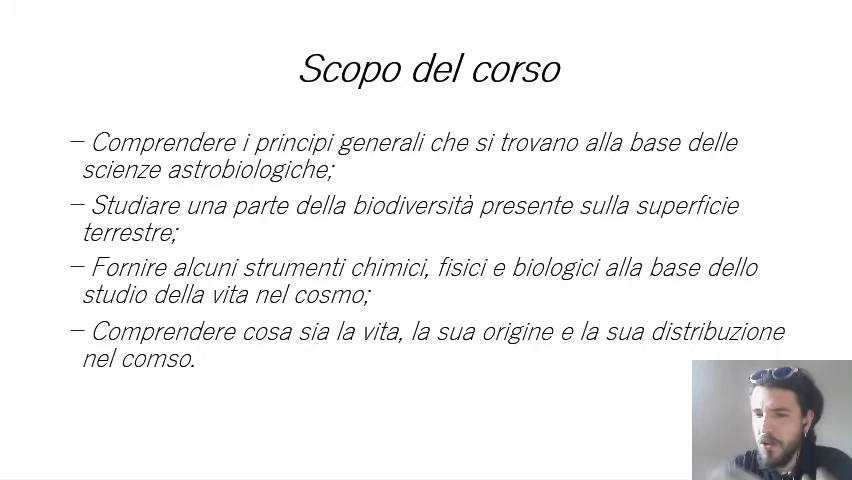 Scopo del corso
– Comprendere i principi generali che si trovano alla base delle
scienze astrobiologiche;
– Studiare una parte della biodiversità presente sulla superficie
terrestre;
– Fornire alcuni strumenti chimici, fisici e biologici alla base dello
studio della vita nel cosmo;
– Comprendere cosa sia la vita, la sua origine e la sua distribuzione
nel comso.